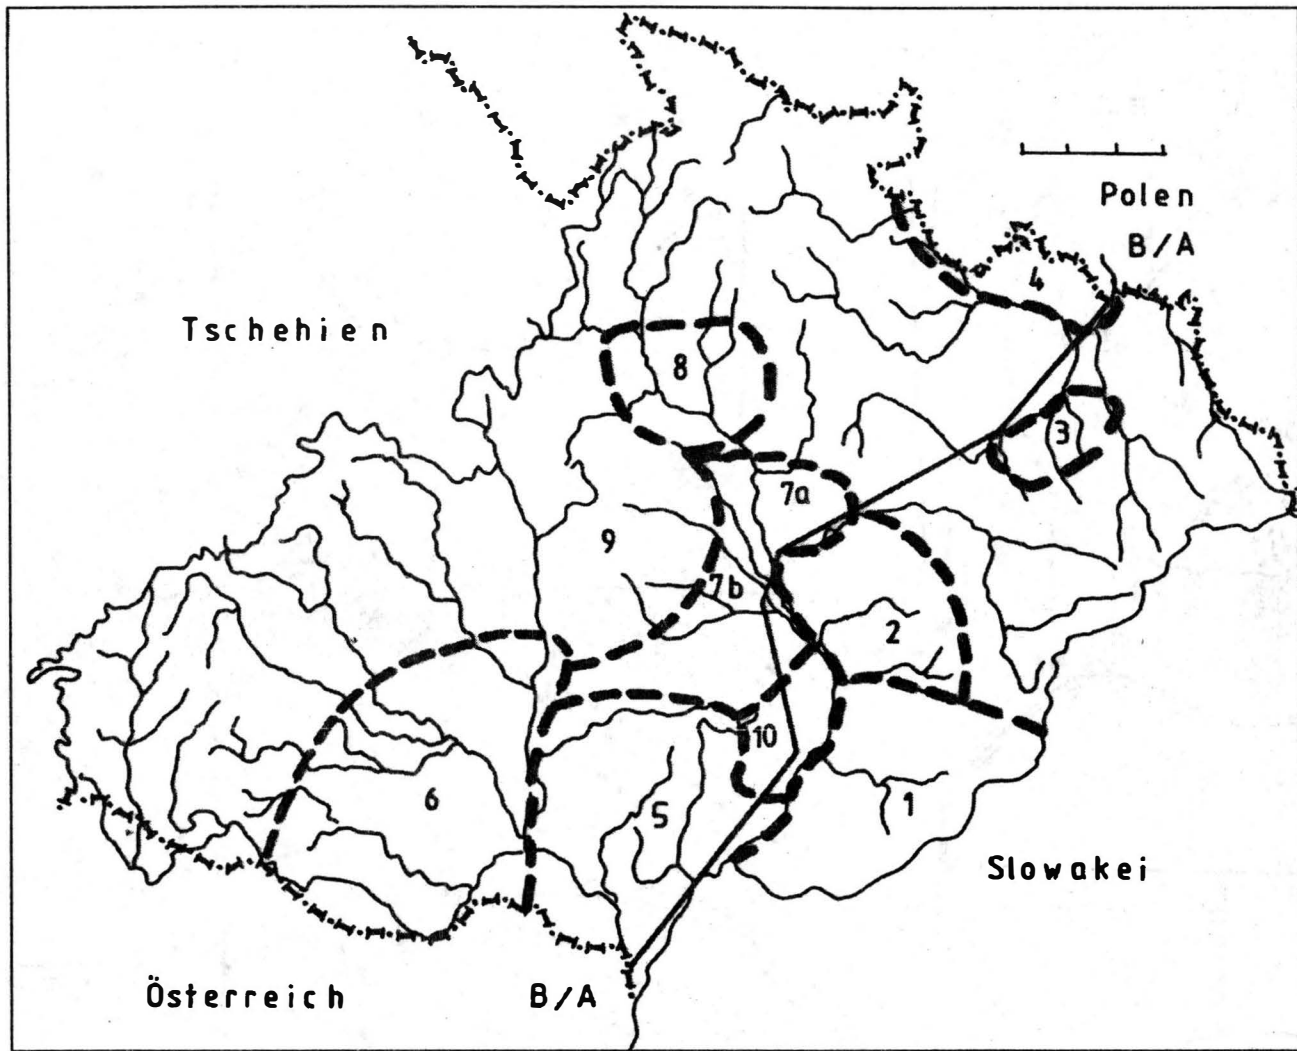 Polen
B/A
4
Tschehien
8
3
7a
9
7b
2
10
6
5
1
Slowakei
Österreich
B/A